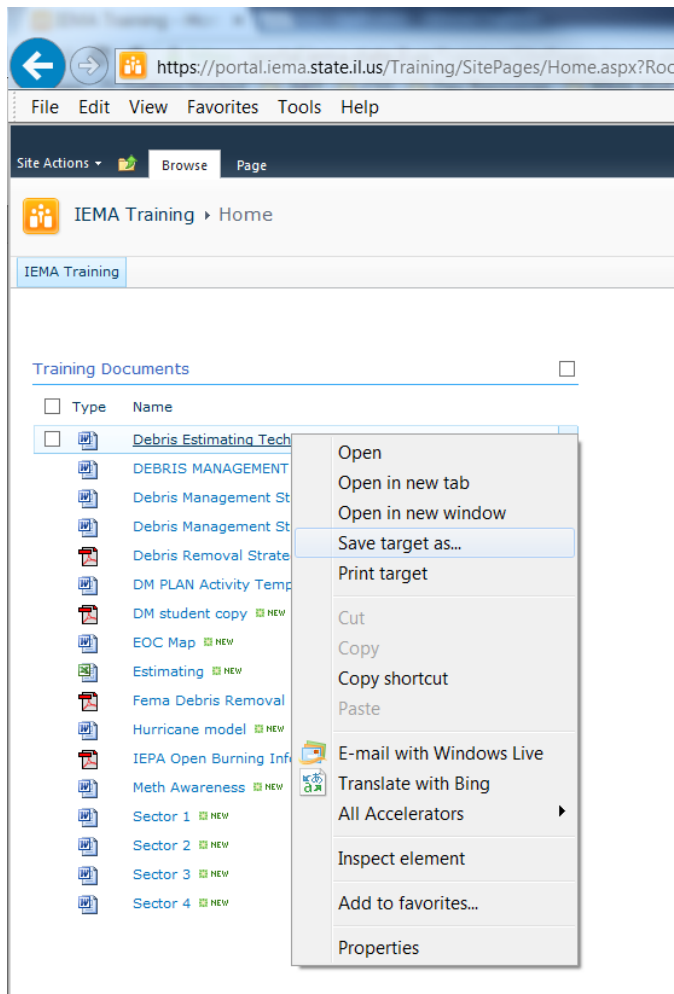 https://portal.iema.state.il.us/Training/SitePages/Home.aspx?Roo
File Edit View Favorites Tools Help
Site Actions Browse Page
IEMA Training Home
IEMA Training
Training Documents
Type Name
Debris Estimating Tech
DEBRIS MANAGEMENT
Debris Management St
Debris Management St
Debris Removal Strate
DM PLAN Activity Temp
DM student copy NEW
EOC Map NEW
Estimating NEW
Fema Debris Removal
Hurricane model NEW
IEPA Open Burning Info
Meth Awareness NEW
Sector 1 NEW
Sector 2 NEW
Sector 3 NEW
Sector 4 NEW
Open
Open in new tab
Open in new window
Save target as...
Print target
Cut
Copy
Copy shortcut
Paste
E-mail with Windows Live
Translate with Bing
All Accelerators
Inspect element
Add to favorites...
Properties